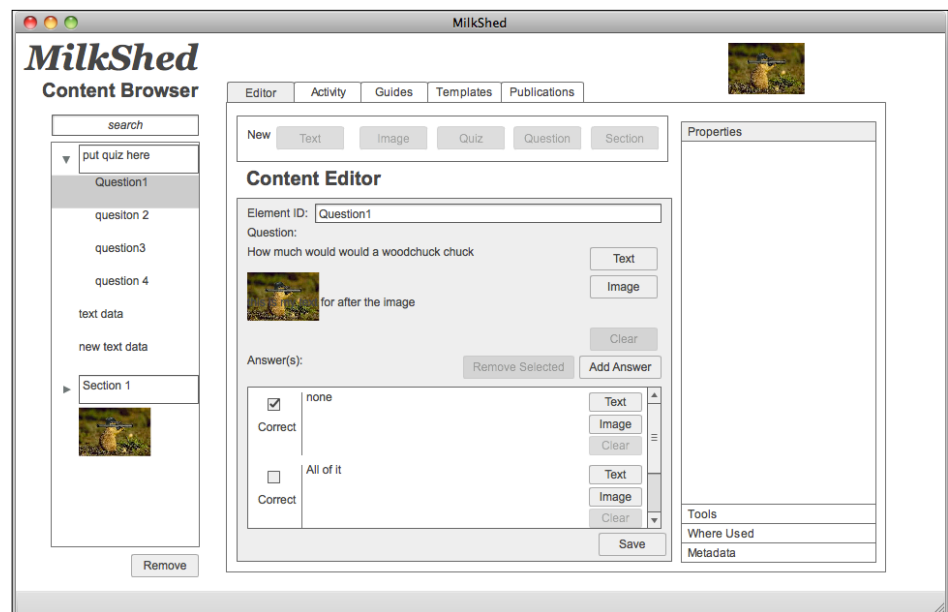 MilkShed
MilkShed
Content Browser
search
put quiz here
Question1
quesiton 2
question3
question 4
text data
new text data
Section 1
Remove
Editor
Activity
Guides
Templates
Publications
New
Text
Image
Quiz
Question
Section
Content Editor
Element ID:
Question1
Question:
How much would would a woodchuck chuck
Text
Image
for after the image
Clear
Answer(s):
Remove Selected
Add Answer
none
Correct
Text
Image
Clear
All of it
Correct
Text
Image
Clear
Save
Properties
Tools
Where Used
Metadata